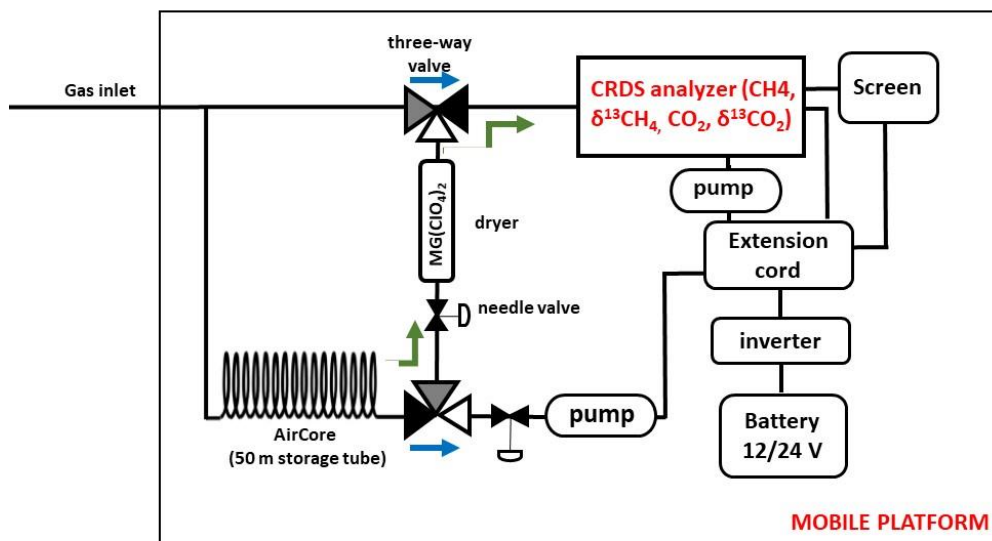 three-way
valve
Gas inlet
CRDS analyzer (CH4,
δ¹³CH₄, CO₂, δ¹³CO₂)
Screen
pump
MG(ClO₄)₂
dryer
Extension
cord
needle valve
inverter
AirCore
(50 m storage tube)
pump
Battery
12/24 V
MOBILE PLATFORM